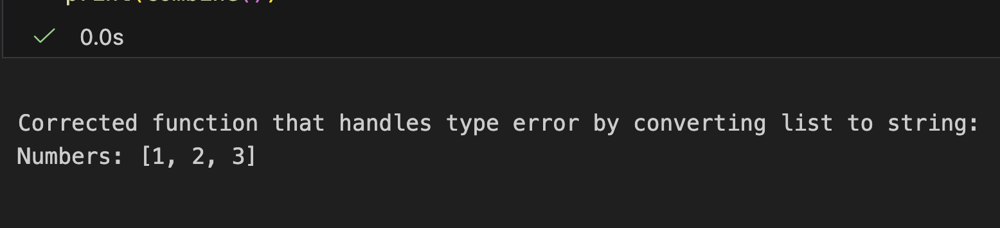 0.0s
Corrected function that handles type error by converting list to string:
Numbers: [1, 2, 3]